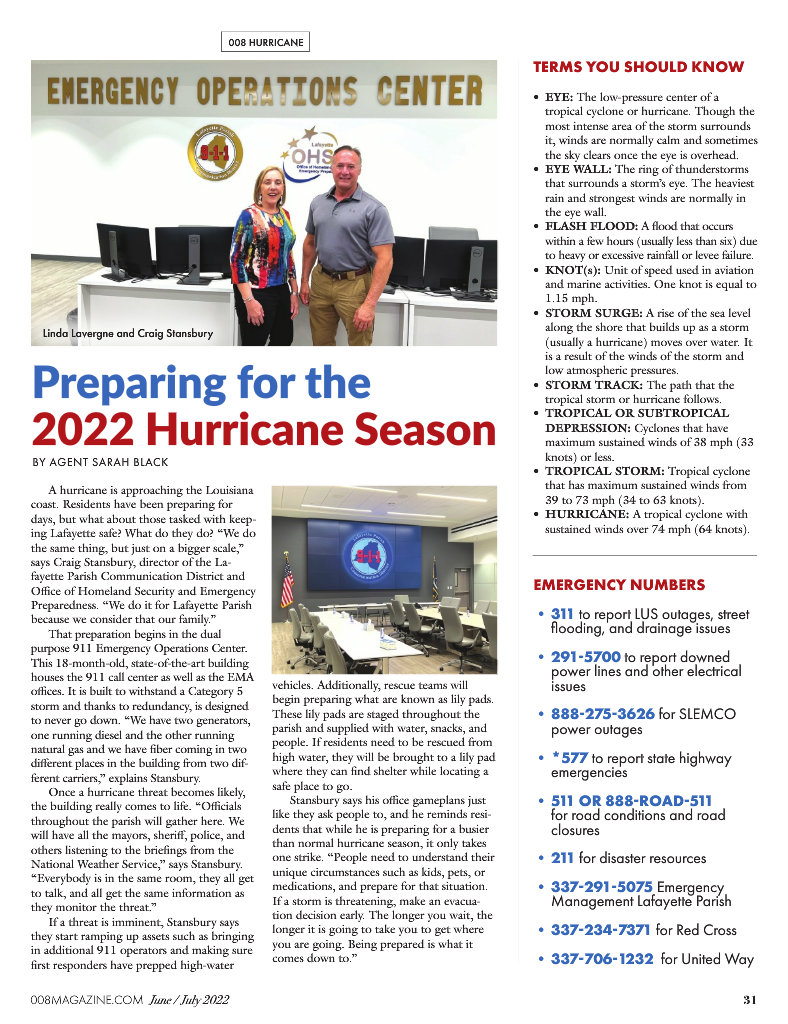 008 HURRICANE
EMERGENCY OPERATIONS CENTER
Lafayette Parish
9-1-1
Lafayette
OHS
Office of Homeland
Emergency Prepa
Linda Lavergne and Craig Stansbury
Preparing for the
2022 Hurricane Season
BY AGENT SARAH BLACK
A hurricane is approaching the Louisiana
coast. Residents have been preparing for
days, but what about those tasked with keep-
ing Lafayette safe? What do they do? “We do
the same thing, but just on a bigger scale,”
says Craig Stansbury, director of the La-
fayette Parish Communication District and
Office of Homeland Security and Emergency
Preparedness. “We do it for Lafayette Parish
because we consider that our family.”
That preparation begins in the dual
purpose 911 Emergency Operations Center.
This 18-month-old, state-of-the-art building
houses the 911 call center as well as the EMA
offices. It is built to withstand a Category 5
storm and thanks to redundancy, is designed
to never go down. “We have two generators,
one running diesel and the other running
natural gas and we have fiber coming in two
different places in the building from two dif-
ferent carriers,” explains Stansbury.
Once a hurricane threat becomes likely,
the building really comes to life. “Officials
throughout the parish will gather here. We
will have all the mayors, sheriff, police, and
others listening to the briefings from the
National Weather Service,” says Stansbury.
“Everybody is in the same room, they all get
to talk, and all get the same information as
they monitor the threat.”
If a threat is imminent, Stansbury says
they start ramping up assets such as bringing
in additional 911 operators and making sure
first responders have prepped high-water
9-1-1
vehicles. Additionally, rescue teams will
begin preparing what are known as lily pads.
These lily pads are staged throughout the
parish and supplied with water, snacks, and
people. If residents need to be rescued from
high water, they will be brought to a lily pad
where they can find shelter while locating a
safe place to go.
Stansbury says his office gameplans just
like they ask people to, and he reminds resi-
dents that while he is preparing for a busier
than normal hurricane season, it only takes
one strike. “People need to understand their
unique circumstances such as kids, pets, or
medications, and prepare for that situation.
If a storm is threatening, make an evacua-
tion decision early. The longer you wait, the
longer it is going to take you to get where
you are going. Being prepared is what it
comes down to.”
TERMS YOU SHOULD KNOW
• EYE: The low-pressure center of a
tropical cyclone or hurricane. Though the
most intense area of the storm surrounds
it, winds are normally calm and sometimes
the sky clears once the eye is overhead.
• EYE WALL: The ring of thunderstorms
that surrounds a storm’s eye. The heaviest
rain and strongest winds are normally in
the eye wall.
• FLASH FLOOD: A flood that occurs
within a few hours (usually less than six) due
to heavy or excessive rainfall or levee failure.
• KNOT(s): Unit of speed used in aviation
and marine activities. One knot is equal to
1.15 mph.
• STORM SURGE: A rise of the sea level
along the shore that builds up as a storm
(usually a hurricane) moves over water. It
is a result of the winds of the storm and
low atmospheric pressures.
• STORM TRACK: The path that the
tropical storm or hurricane follows.
• TROPICAL OR SUBTROPICAL
DEPRESSION: Cyclones that have
maximum sustained winds of 38 mph (33
knots) or less.
• TROPICAL STORM: Tropical cyclone
that has maximum sustained winds from
39 to 73 mph (34 to 63 knots).
• HURRICANE: A tropical cyclone with
sustained winds over 74 mph (64 knots).
EMERGENCY NUMBERS
• 311 to report LUS outages, street
flooding, and drainage issues
• 291-5700 to report downed
power lines and other electrical
issues
• 888-275-3626 for SLEMCO
power outages
• *577 to report state highway
emergencies
• 511 OR 888-ROAD-511
for road conditions and road
closures
• 211 for disaster resources
• 337-291-5075 Emergency
Management Lafayette Parish
• 337-234-7371 for Red Cross
• 337-706-1232 for United Way
008MAGAZINE.COM June / July 2022
31